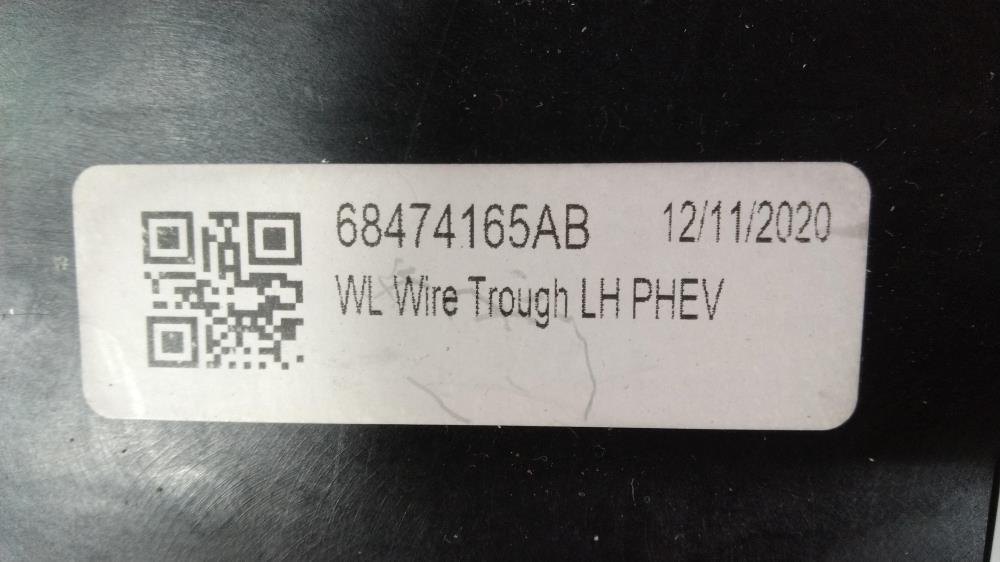 68474165AB 12/11/2020
WL Wire Trough LH PHEV